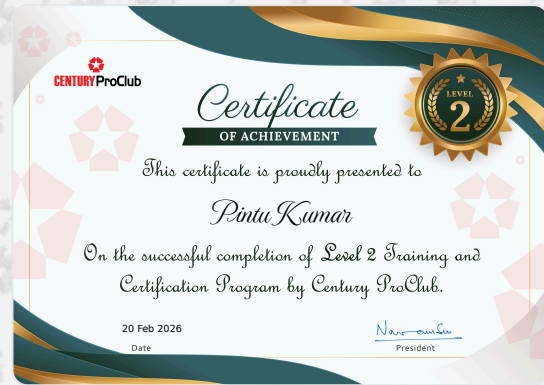 CENTURY ProClub
LEVEL
2
Certificate
OF ACHIEVEMENT
This certificate is proudly presented to
Pintu Kumar
On the successful completion of Level 2 Training and
Certification Program by Century ProClub.
20 Feb 2026
Date
President